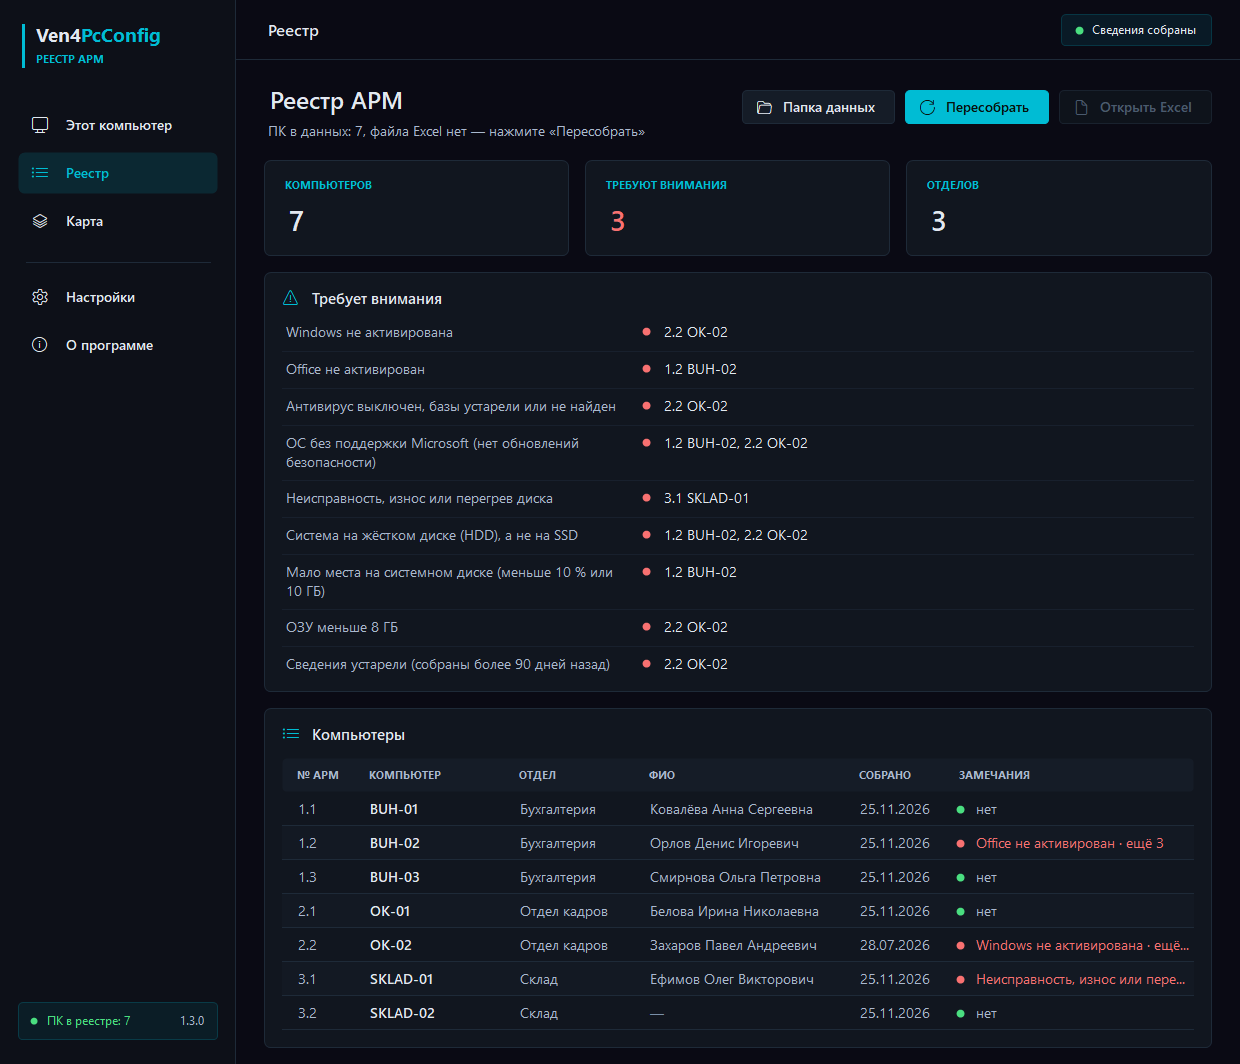 Ven4PcConfig
РЕЕСТР АРМ
Этот компьютер
Реестр
Карта
Настройки
О программе
ПК в реестре: 7 1.3.0
Реестр
Сведения собраны
Реестр АРМ
ПК в данных: 7, файла Excel нет — нажмите «Пересобрать»
Папка данных
Пересобрать
Открыть Excel
КОМПЬЮТЕРОВ
7
ТРЕБУЮТ ВНИМАНИЯ
3
ОТДЕЛОВ
3
Требует внимания
Windows не активирована 2.2 OK-02
Office не активирован 1.2 BUH-02
Антивирус выключен, базы устарели или не найден 2.2 OK-02
ОС без поддержки Microsoft (нет обновлений
безопасности) 1.2 BUH-02, 2.2 OK-02
Неисправность, износ или перегрев диска 3.1 SKLAD-01
Система на жёстком диске (HDD), а не на SSD 1.2 BUH-02, 2.2 OK-02
Мало места на системном диске (меньше 10 % или
10 ГБ) 1.2 BUH-02
ОЗУ меньше 8 ГБ 2.2 OK-02
Сведения устарели (собраны более 90 дней назад) 2.2 OK-02
Компьютеры
№ АРМ КОМПЬЮТЕР ОТДЕЛ ФИО СОБРАНО ЗАМЕЧАНИЯ
1.1 BUH-01 Бухгалтерия Ковалёва Анна Сергеевна 25.11.2026 нет
1.2 BUH-02 Бухгалтерия Орлов Денис Игоревич 25.11.2026 Office не активирован · ещё 3
1.3 BUH-03 Бухгалтерия Смирнова Ольга Петровна 25.11.2026 нет
2.1 OK-01 Отдел кадров Белова Ирина Николаевна 25.11.2026 нет
2.2 OK-02 Отдел кадров Захаров Павел Андреевич 28.07.2026 Windows не активирована · ещё...
3.1 SKLAD-01 Склад Ефимов Олег Викторович 25.11.2026 Неисправность, износ или пере...
3.2 SKLAD-02 Склад — 25.11.2026 нет